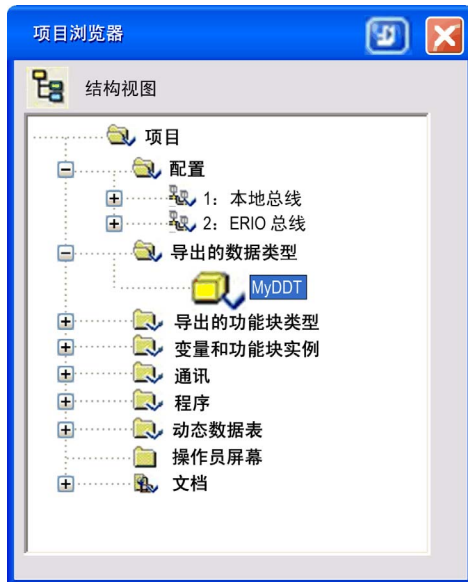 项目浏览器
结构视图
项目
配置
1：本地总线
2：ERIO 总线
导出的数据类型
MyDDT
导出的功能块类型
变量和功能块实例
通讯
程序
动态数据表
操作员屏幕
文档